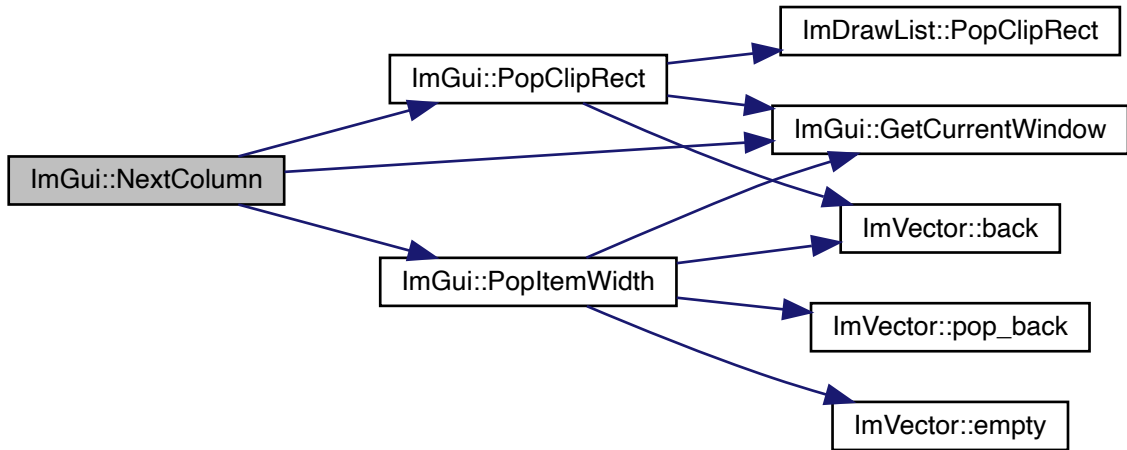 ImGui::NextColumn
ImGui::PopClipRect
ImGui::PopItemWidth
ImDrawList::PopClipRect
ImGui::GetCurrentWindow
ImVector::back
ImVector::pop_back
ImVector::empty